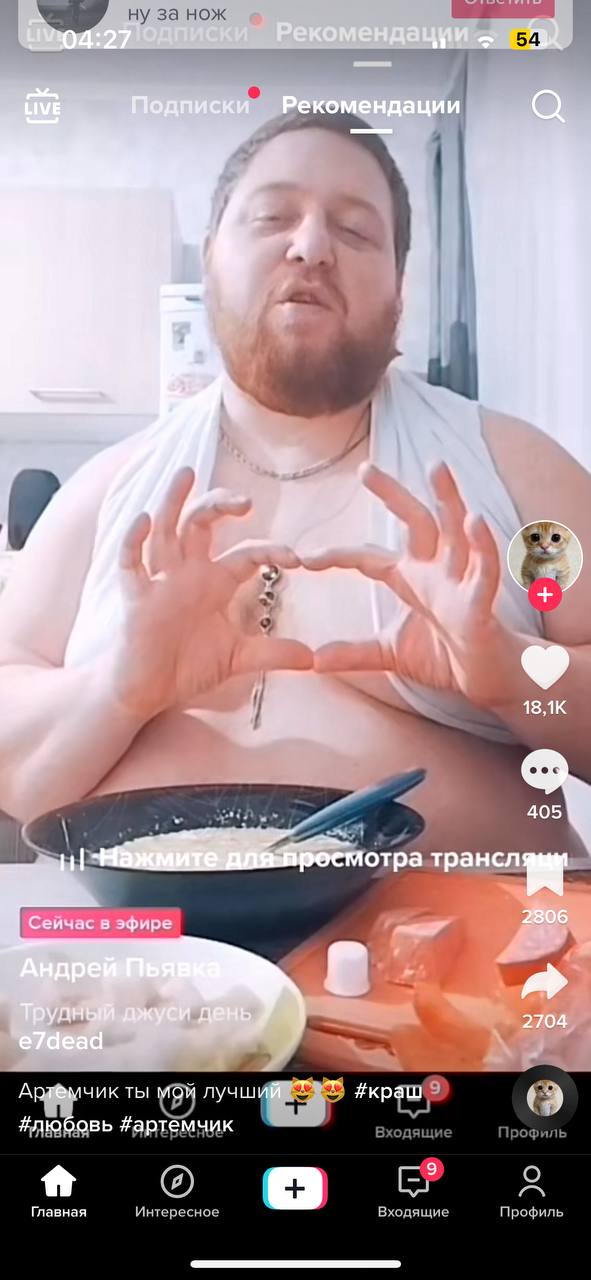 ну за нож
Ответить
LIVE Подписки Рекомендации
04:27
54
LIVE Подписки Рекомендации
18,1K
405
Нажмите для просмотра трансляци
2806
Сейчас в эфире
Андрей Пьявка
Трудный джуси день
2704
e7dead
Артемчик ты мой лучший 😻😻 #краш
#любовь #артемчик
9
Главная Интересное Входящие Профиль
9
Главная Интересное Входящие Профиль